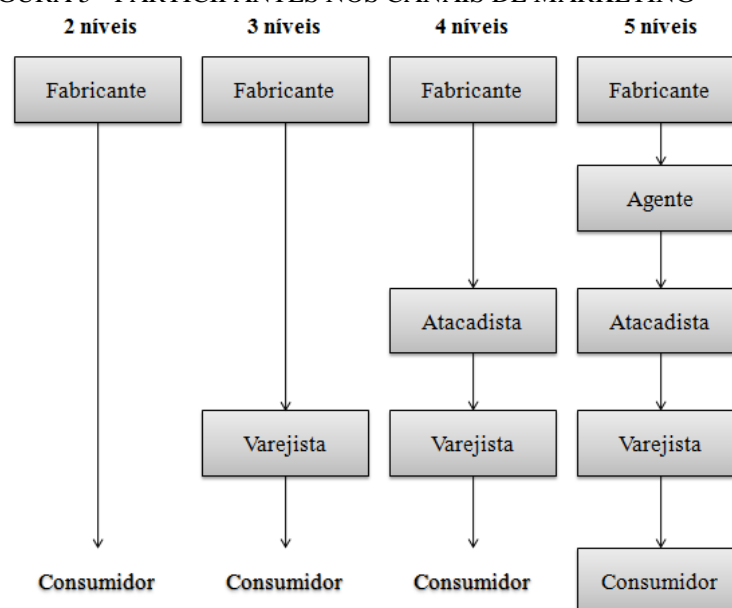 PARTICIPANTES NOS CANAIS DE MARKETING
2 níveis 3 níveis 4 níveis 5 níveis
Fabricante Fabricante Fabricante Fabricante
Agente
Atacadista Atacadista
Varejista Varejista Varejista
Consumidor Consumidor Consumidor Consumidor